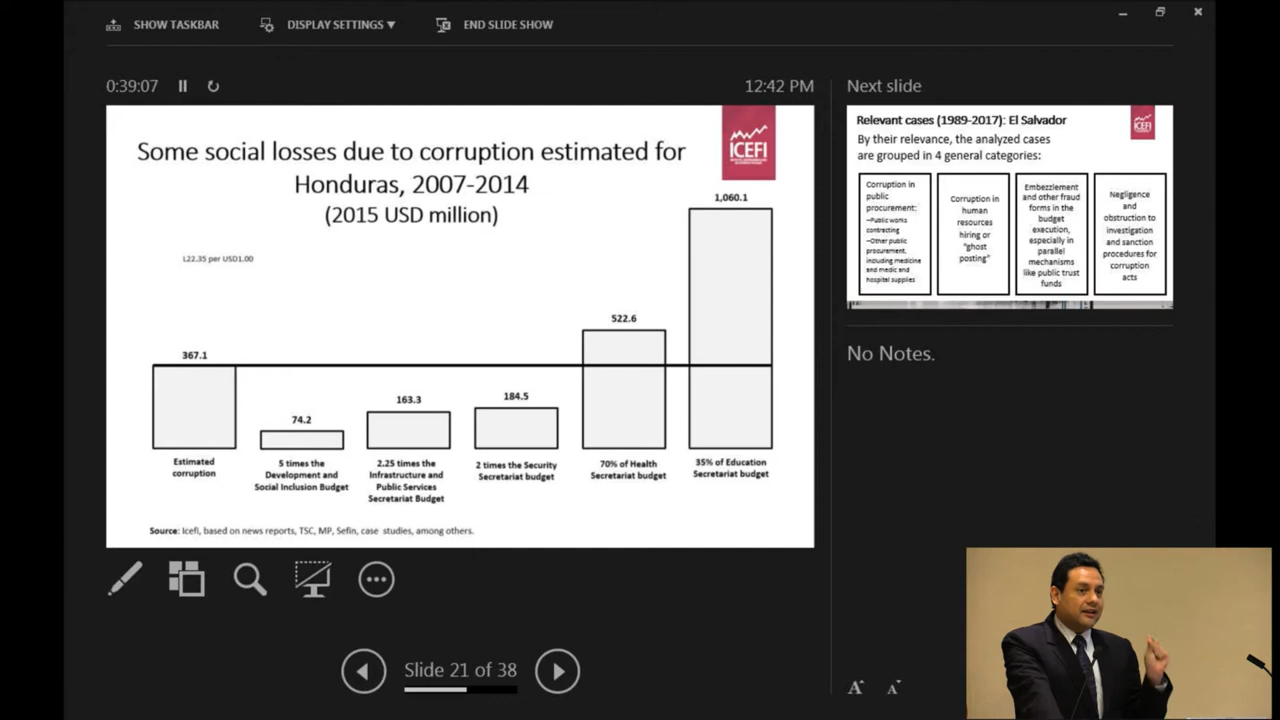 SHOW TASKBAR
DISPLAY SETTINGS ▼
END SLIDE SHOW
0:39:07
12:42 PM
Some social losses due to corruption estimated for
Honduras, 2007-2014
(2015 USD million)
ICEFI
L22.35 per USD1.00
367.1
74.2
163.3
184.5
522.6
1,060.1
Estimated
corruption
5 times the
Development and
Social Inclusion Budget
2.25 times the
Infrastructure and
Public Services
Secretariat Budget
2 times the Security
Secretariat budget
70% of Health
Secretariat budget
35% of Education
Secretariat budget
Source: Icefi, based on news reports, TSC, MP, Sefin, case studies, among others.
Slide 21 of 38
Next slide
Relevant cases (1989-2017): El Salvador
By their relevance, the analyzed cases
are grouped in 4 general categories:
ICEFI
Corruption in
public
procurement:
–Public works
contracting
–Other public
procurement,
including medicine
and medic and
hospital supplies
Corruption in
human
resources
hiring or
"ghost
posting"
Embezzlement
and other fraud
forms in the
budget
execution,
especially in
parallel
mechanisms
like public trust
funds
Negligence
and
obstruction to
investigation
and sanction
procedures for
corruption
acts
No Notes.
A
A